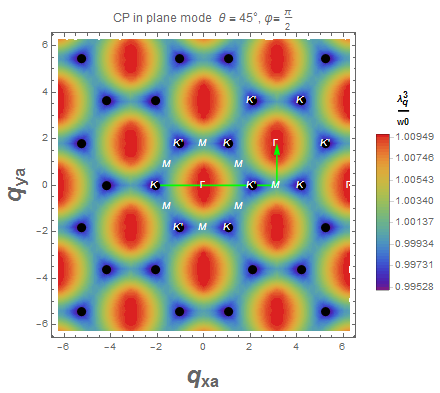 CP in plane mode θ = 45°, φ= π/2
λ_q^3
w0
1.00949
1.00746
1.00543
1.00340
1.00137
0.99934
0.99731
0.99528
6
4
2
0
-2
-4
-6
q_ya
K' K
K' M K Γ K'
M M
K Γ K' M K Γ
M M
K' M K
-6 -4 -2 0 2 4 6
q_xa